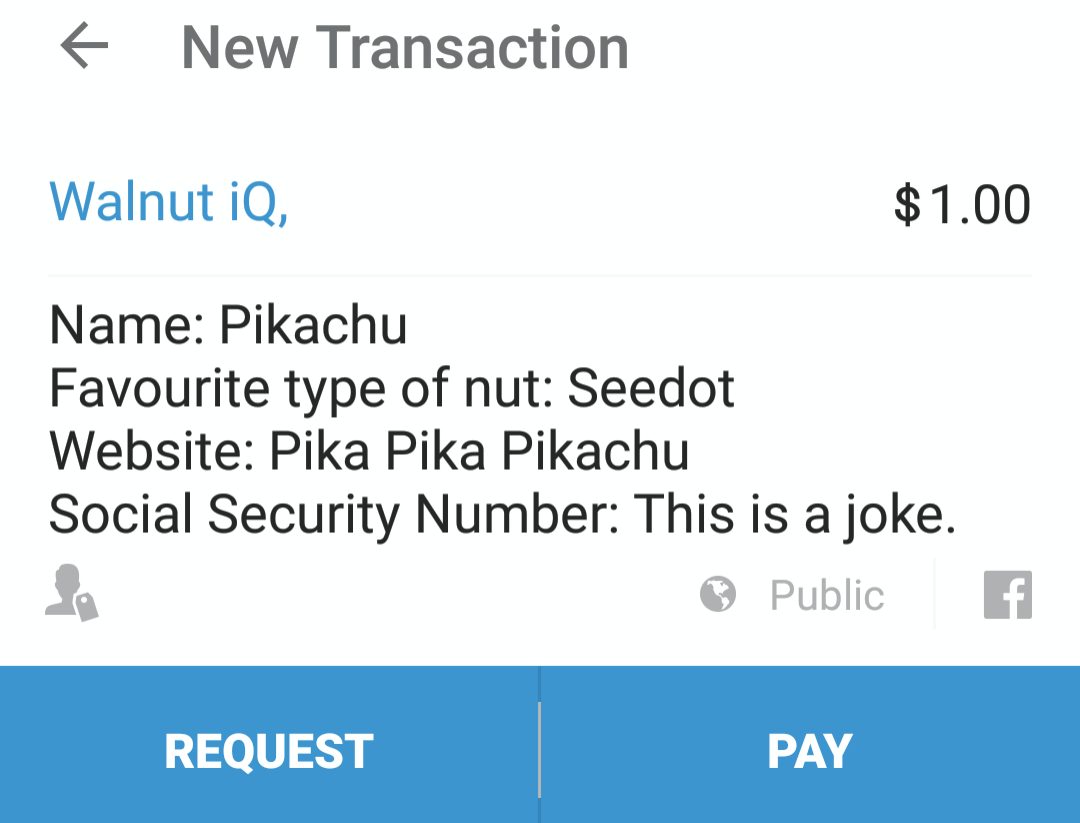 New Transaction
Walnut iQ,
$1.00
Name: Pikachu
Favourite type of nut: Seedot
Website: Pika Pika Pikachu
Social Security Number: This is a joke.
Public
REQUEST
PAY